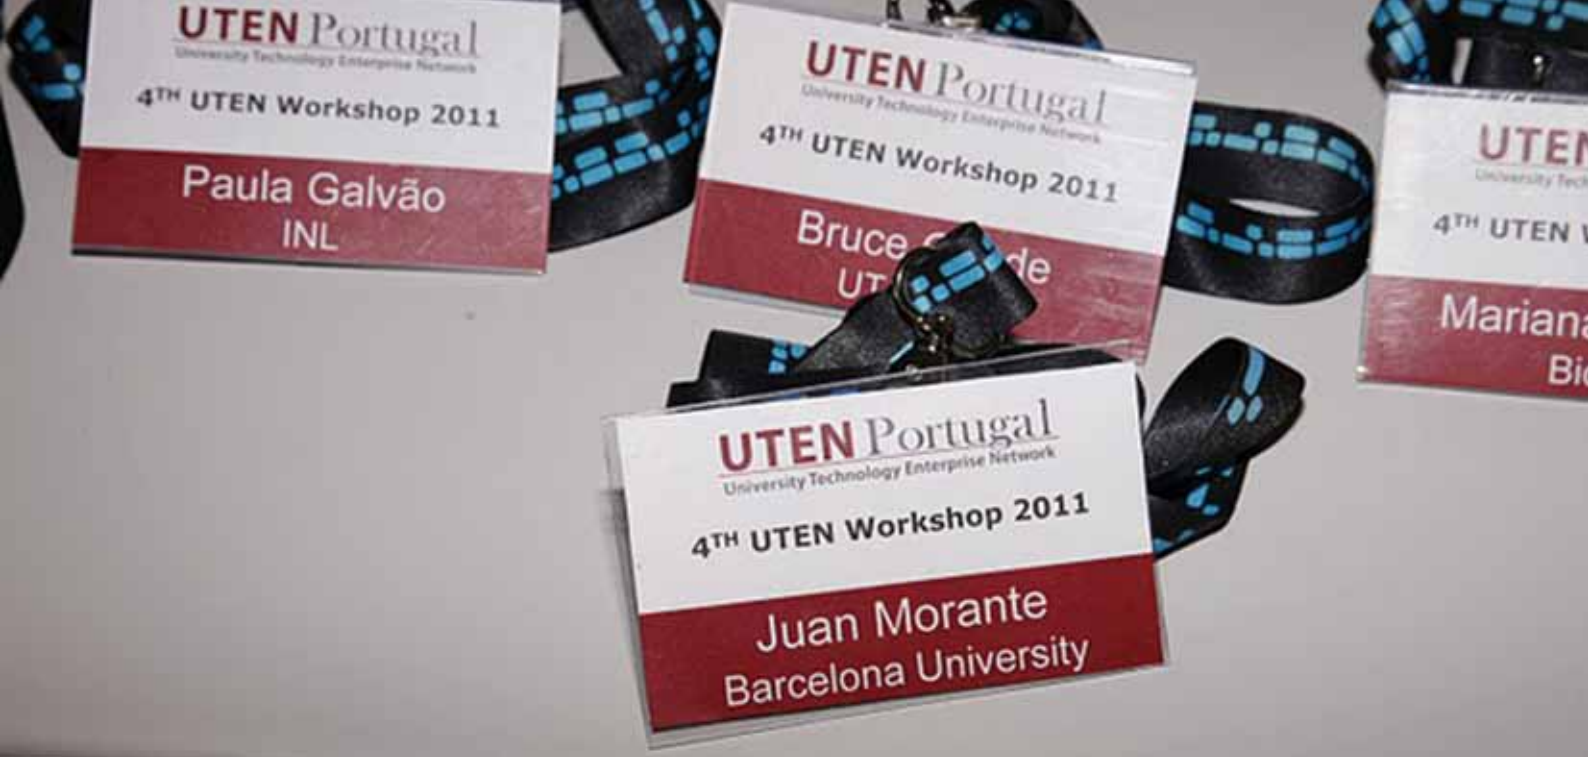 UTEN Portugal
University Technology Enterprise Network
4TH UTEN Workshop 2011
Paula Galvão
INL
UTEN Portugal
University Technology Enterprise Network
4TH UTEN Workshop 2011
Bruce
UTEN
University
4TH UTEN
UTEN Portugal
University Technology Enterprise Network
4TH UTEN Workshop 2011
Juan Morante
Barcelona University